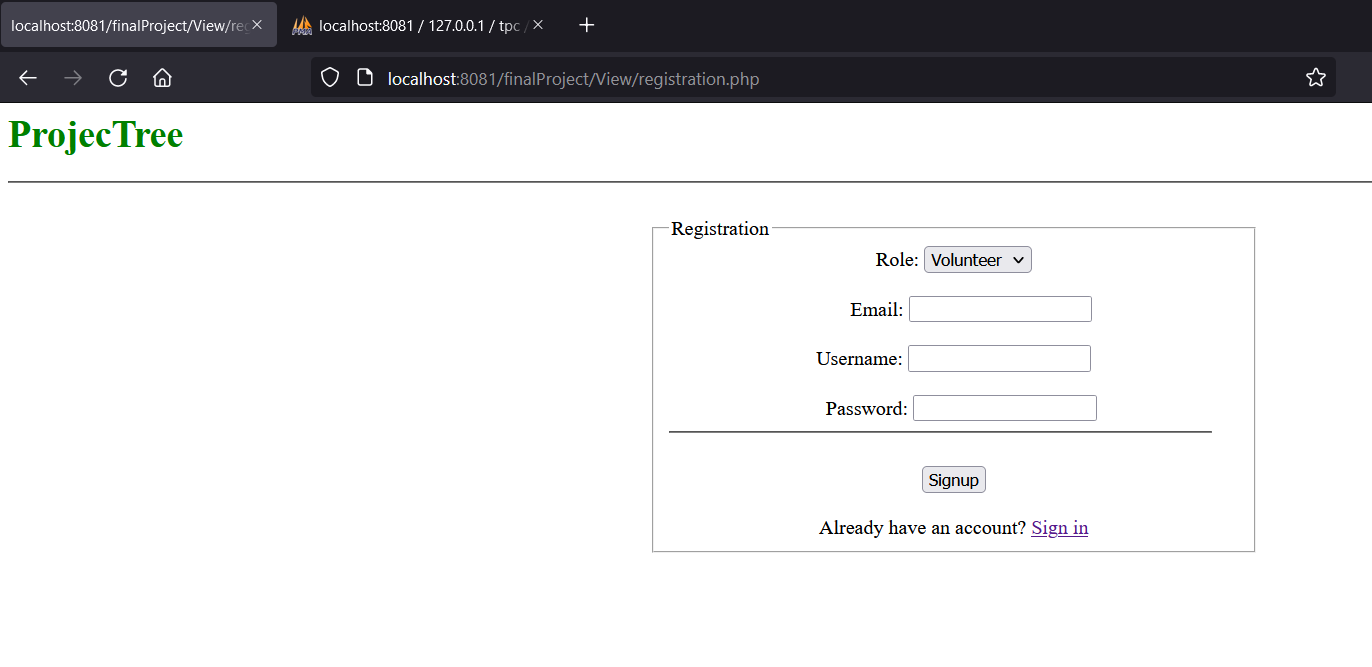 localhost:8081/finalProject/View/reg
localhost:8081 / 127.0.0.1 / tpc /
localhost:8081/finalProject/View/registration.php
ProjecTree
Registration
Role: Volunteer
Email:
Username:
Password:
Signup
Already have an account? Sign in